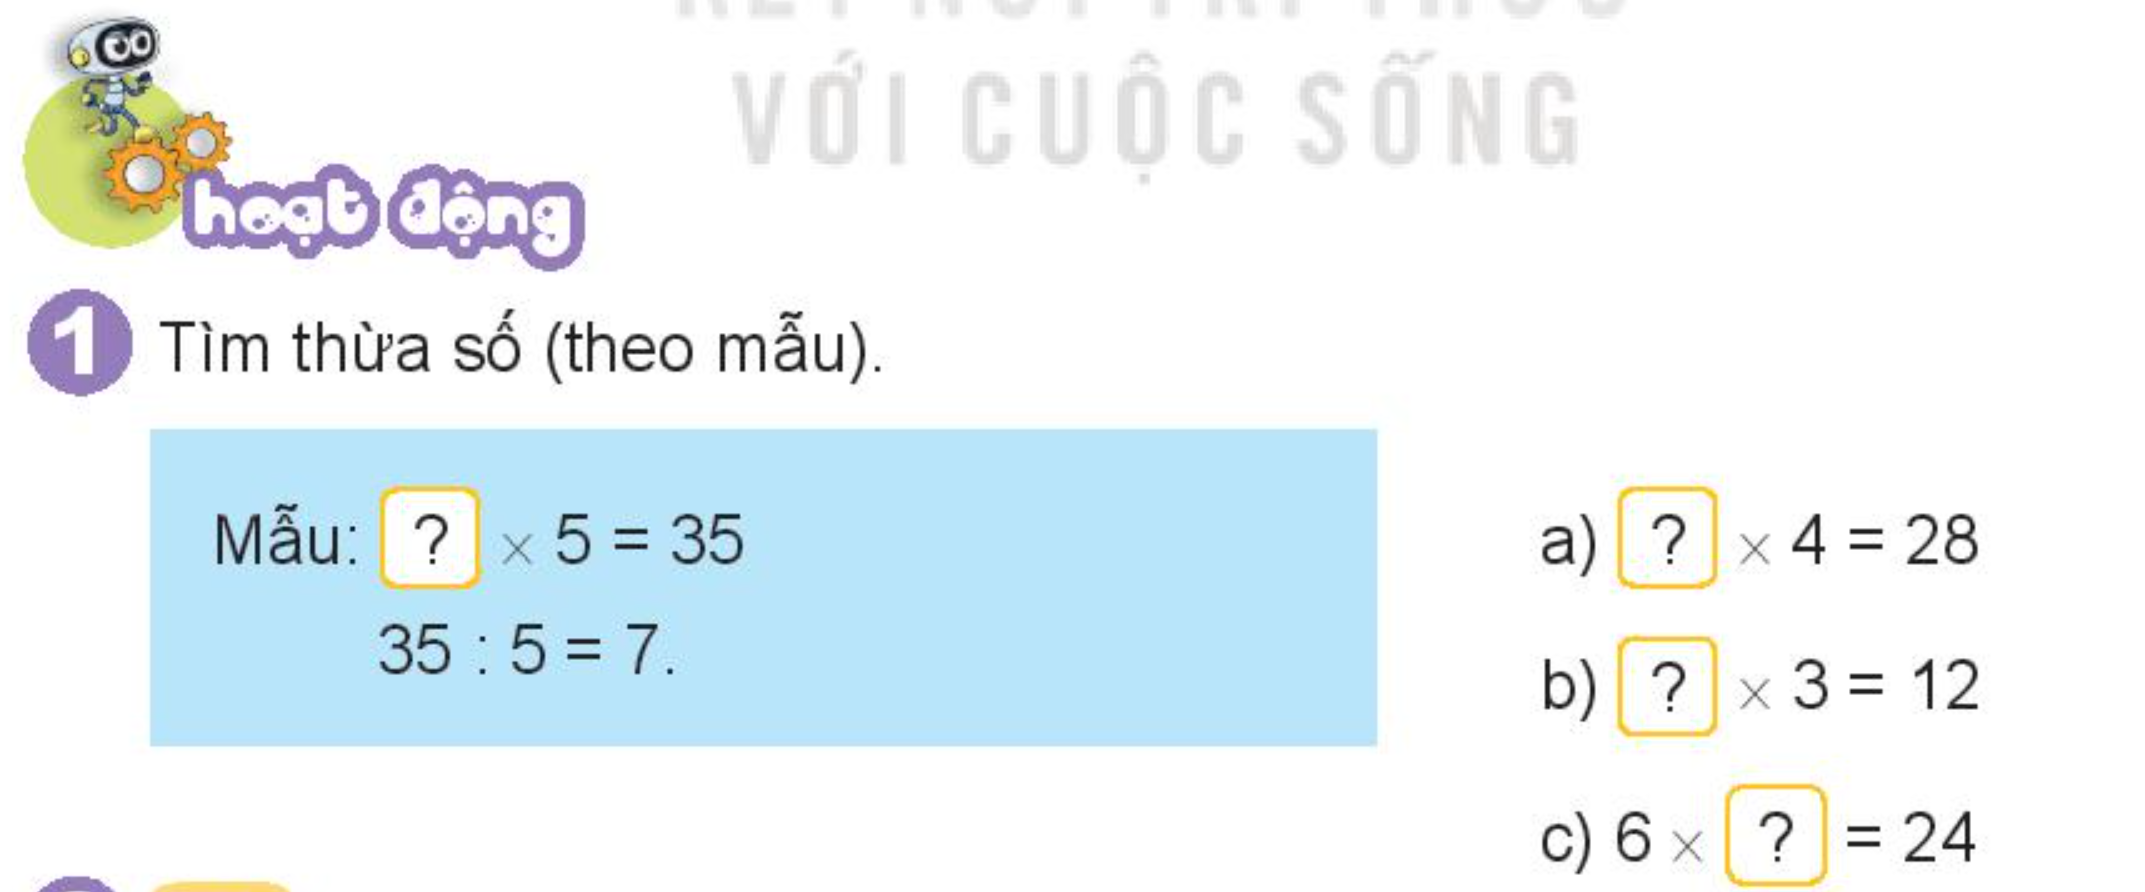 VỚI CUỘC SỐNG
hoạt động
1 Tìm thừa số (theo mẫu).
Mẫu: ? × 5 = 35
35 : 5 = 7.
a) ? × 4 = 28
b) ? × 3 = 12
c) 6 × ? = 24